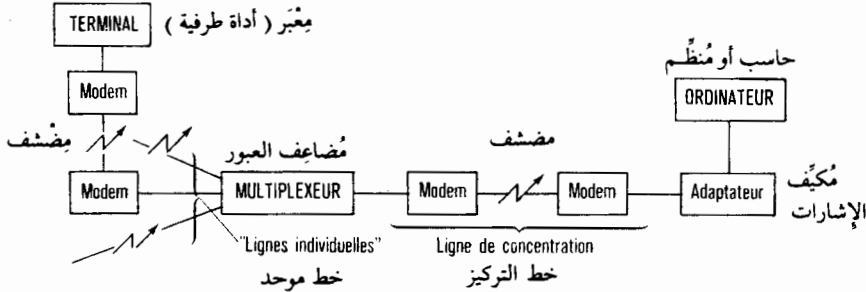 TERMINAL
مِعْبَر ( أداة طرفية )
حاسب أو مُنظِّم
Modem
ORDINATEUR
مِضْشف
مضشف
مُضاعِف العبور
Modem
MULTIPLEXEUR
Modem
Modem
Adaptateur
مُكيِّف
الإشارات
"Lignes individuelles"
خط موحد
Ligne de concentration
خط التركيز